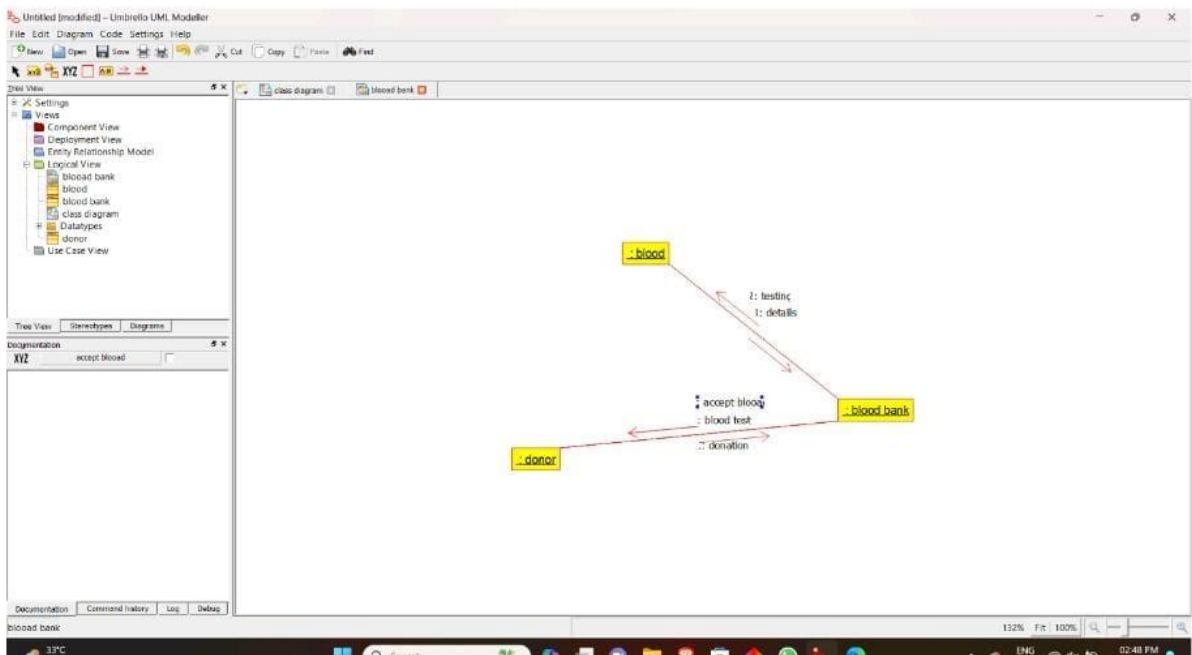 Untitled [modified] – Umbrello UML Modeller
File Edit Diagram Code Settings Help
New Open Save Cut Copy Paste Find
XYZ
Tree View
class diagram
blooed bank
Settings
Views
Component View
Deployment View
Entity Relationship Model
Logical View
blooad bank
blood
blood bank
class diagram
Datatypes
donor
Use Case View
: blood
2: testing
: details
Tree View Stereotypes Diagrams
Documentation
XYZ accept blooad
: accept blooa
: blood bank
: blood test
: donation
: donor
Documentation Command history Log Debug
blooad bank
132% Fit 100%
33°C
ENG
02:48 PM